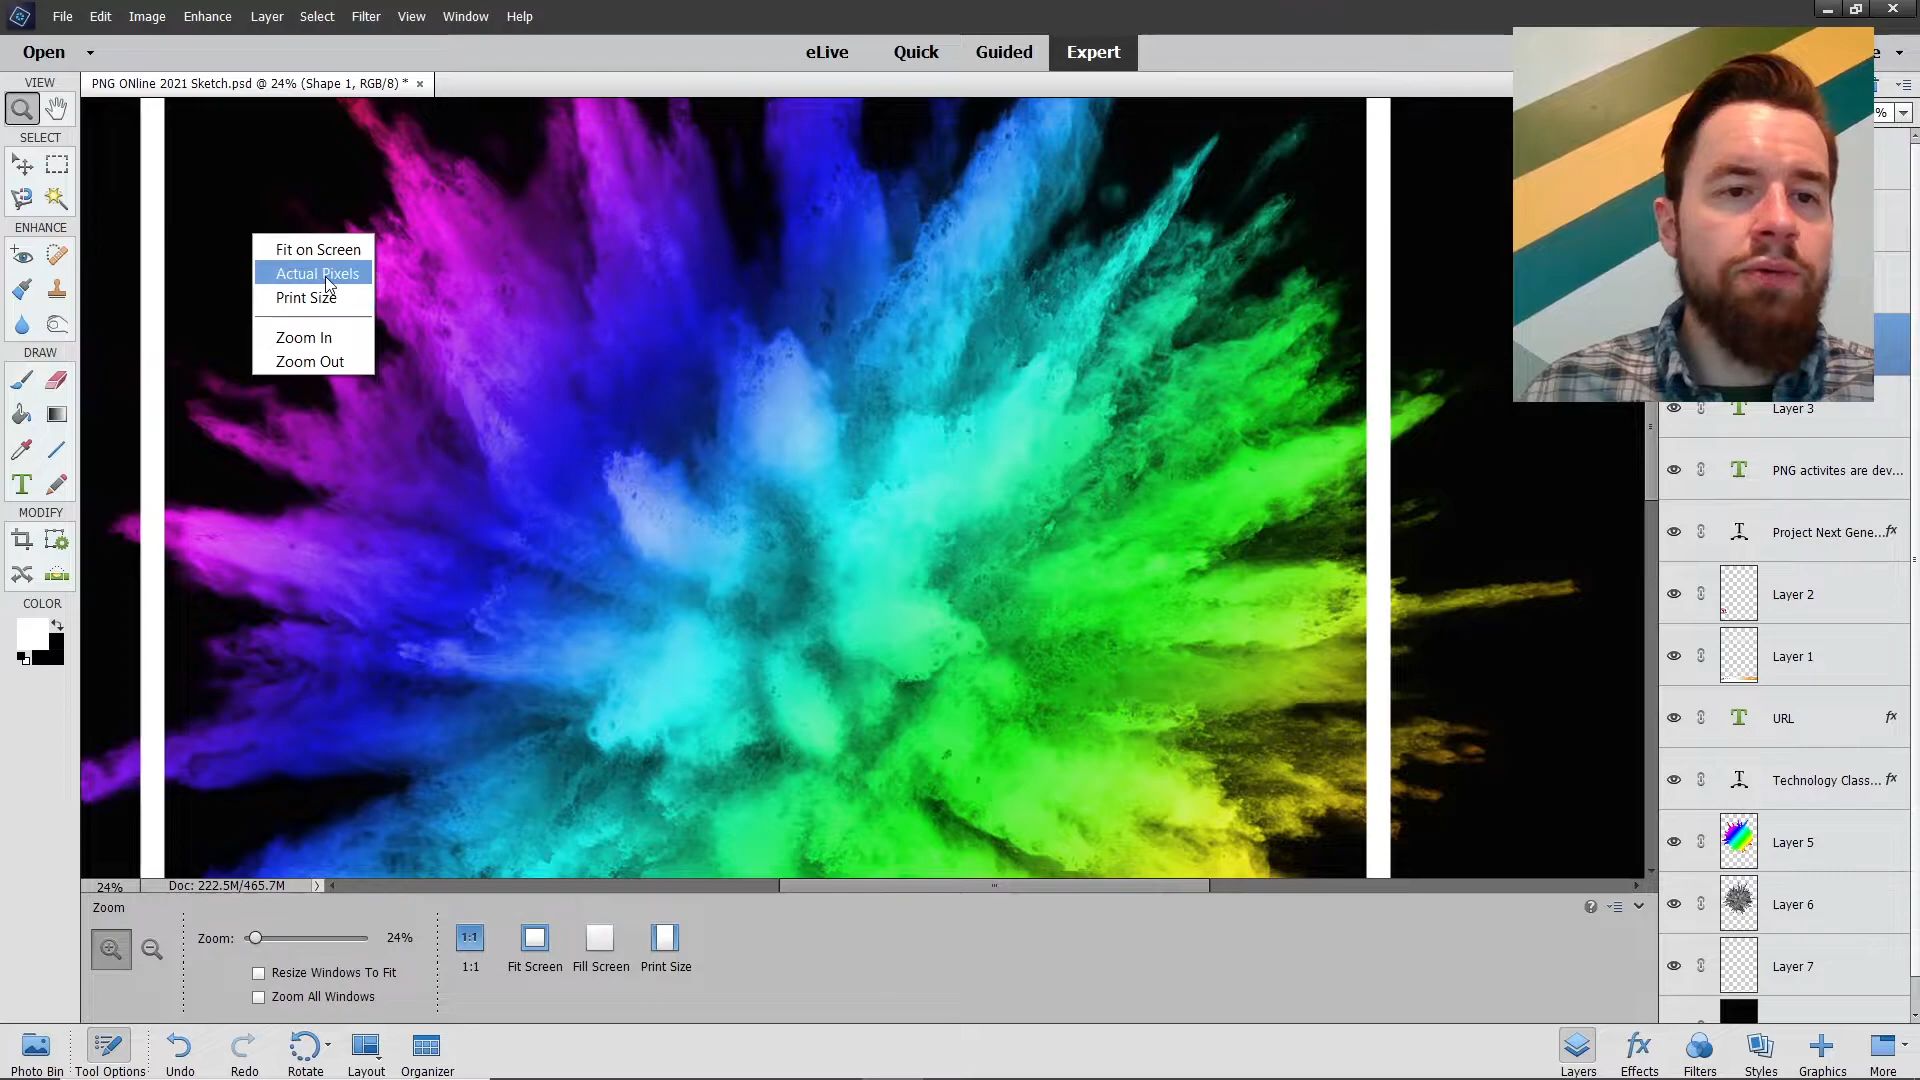 File Edit Image Enhance Layer Select Filter View Window Help
Open eLive Quick Guided Expert
VIEW PNG ONline 2021 Sketch.psd @ 24% (Shape 1, RGB/8) * ×
%
SELECT
ENHANCE
Fit on Screen
Actual Pixels
Print Size
Zoom In
Zoom Out
DRAW
Layer 3
T PNG activites are dev...
MODIFY
Project Next Gene... fx
Layer 2
COLOR
Layer 1
URL fx
Technology Class... fx
Layer 5
24% Doc: 222.5M/465.7M
Zoom
Layer 6
Zoom: 24% 1:1
1:1 Fit Screen Fill Screen Print Size
Resize Windows To Fit
Layer 7
Zoom All Windows
Photo Bin Tool Options Undo Redo Rotate Layout Organizer Layers Effects Filters Styles Graphics More